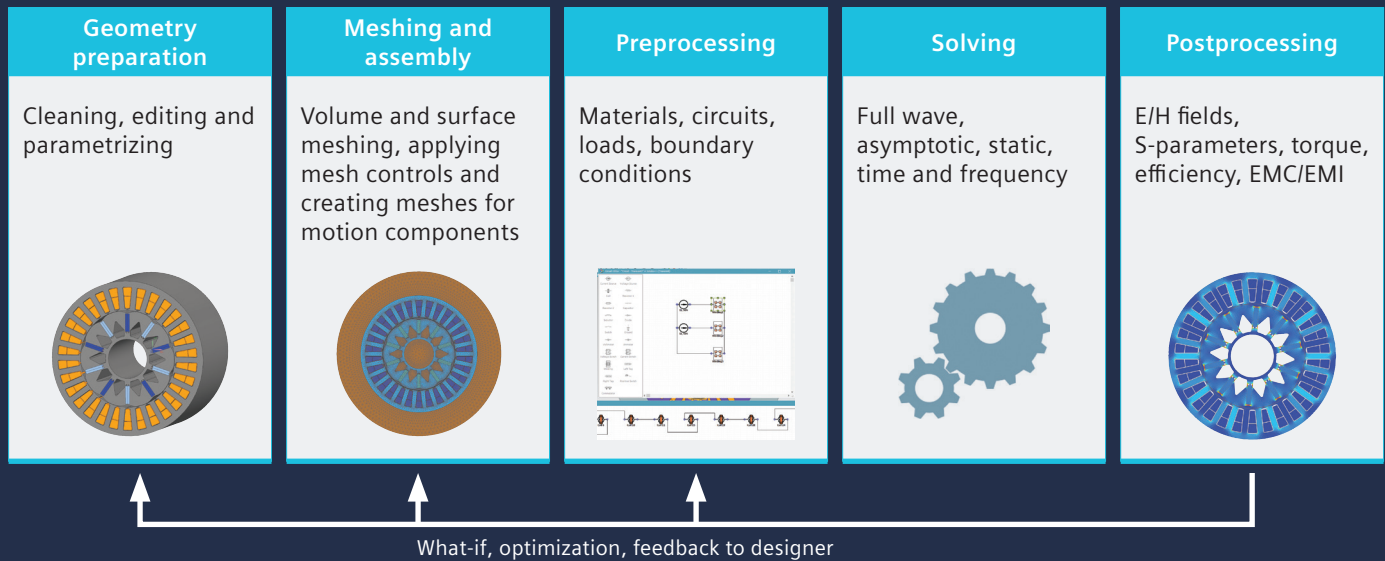 Geometry
preparation
Cleaning, editing and
parametrizing
Meshing and
assembly
Volume and surface
meshing, applying
mesh controls and
creating meshes for
motion components
Preprocessing
Materials, circuits,
loads, boundary
conditions
Solving
Full wave,
asymptotic, static,
time and frequency
Postprocessing
E/H fields,
S-parameters, torque,
efficiency, EMC/EMI
What-if, optimization, feedback to designer